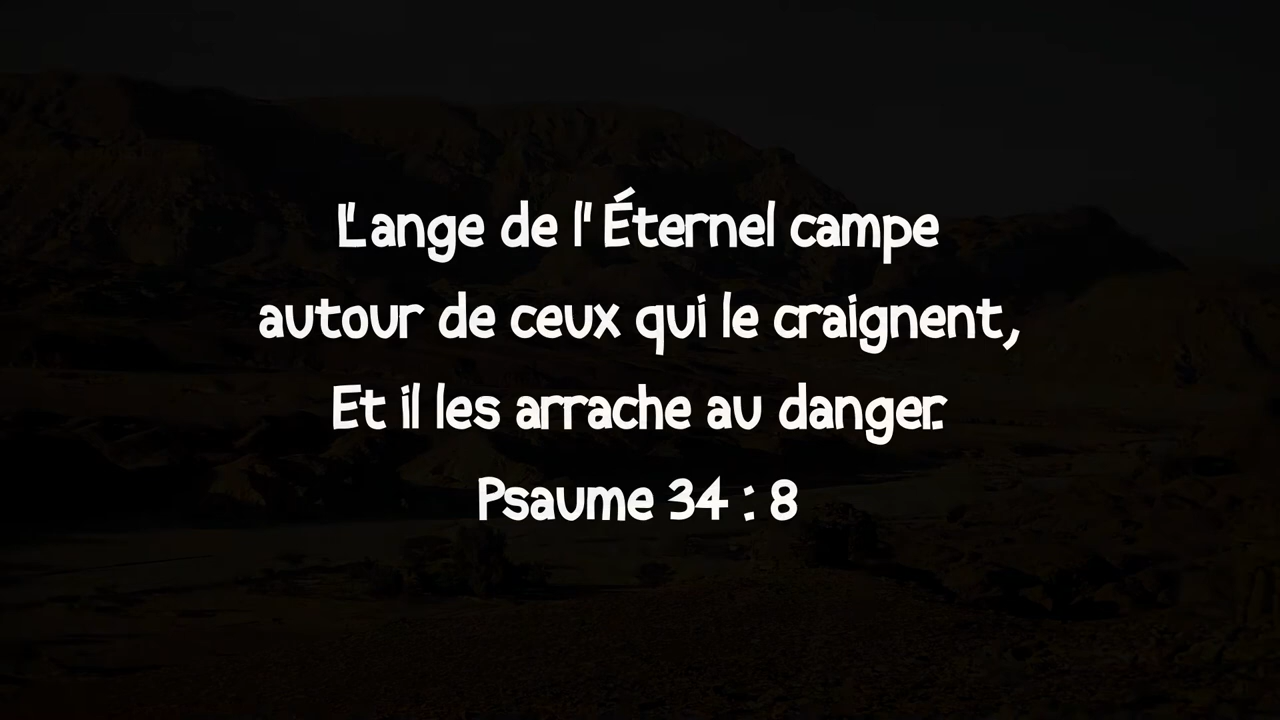 L'ange de l'Éternel campe
autour de ceux qui le craignent,
Et il les arrache au danger.
Psaume 34 : 8